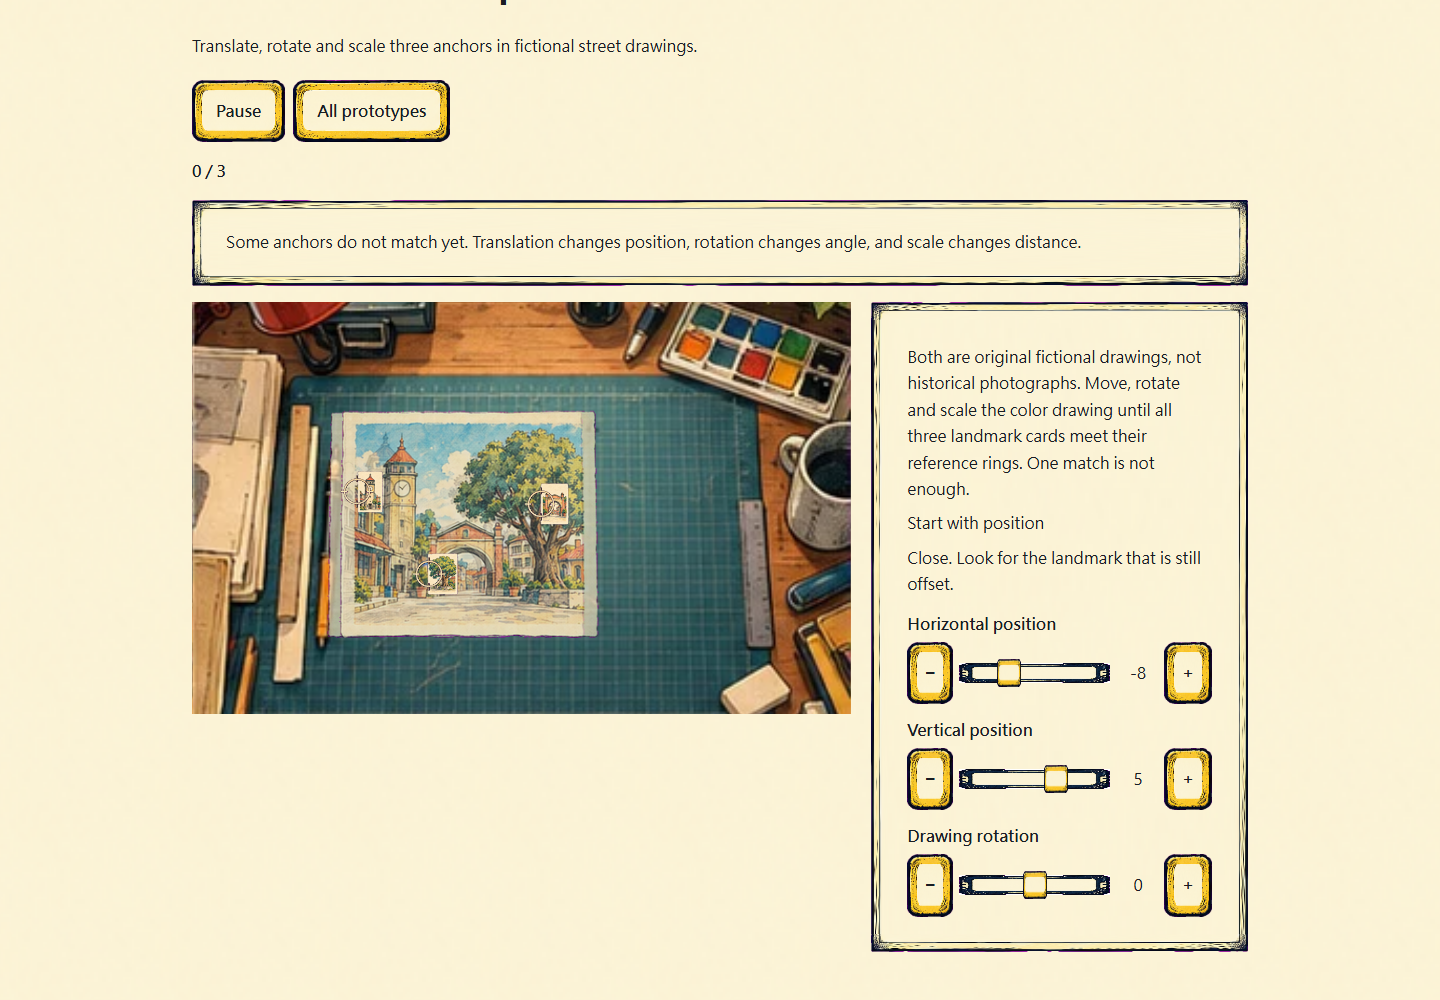 Translate, rotate and scale three anchors in fictional street drawings.
Pause
All prototypes
0 / 3
Some anchors do not match yet. Translation changes position, rotation changes angle, and scale changes distance.
Both are original fictional drawings, not
historical photographs. Move, rotate
and scale the color drawing until all
three landmark cards meet their
reference rings. One match is not
enough.
Start with position
Close. Look for the landmark that is still
offset.
Horizontal position
−
-8
+
Vertical position
−
5
+
Drawing rotation
−
0
+